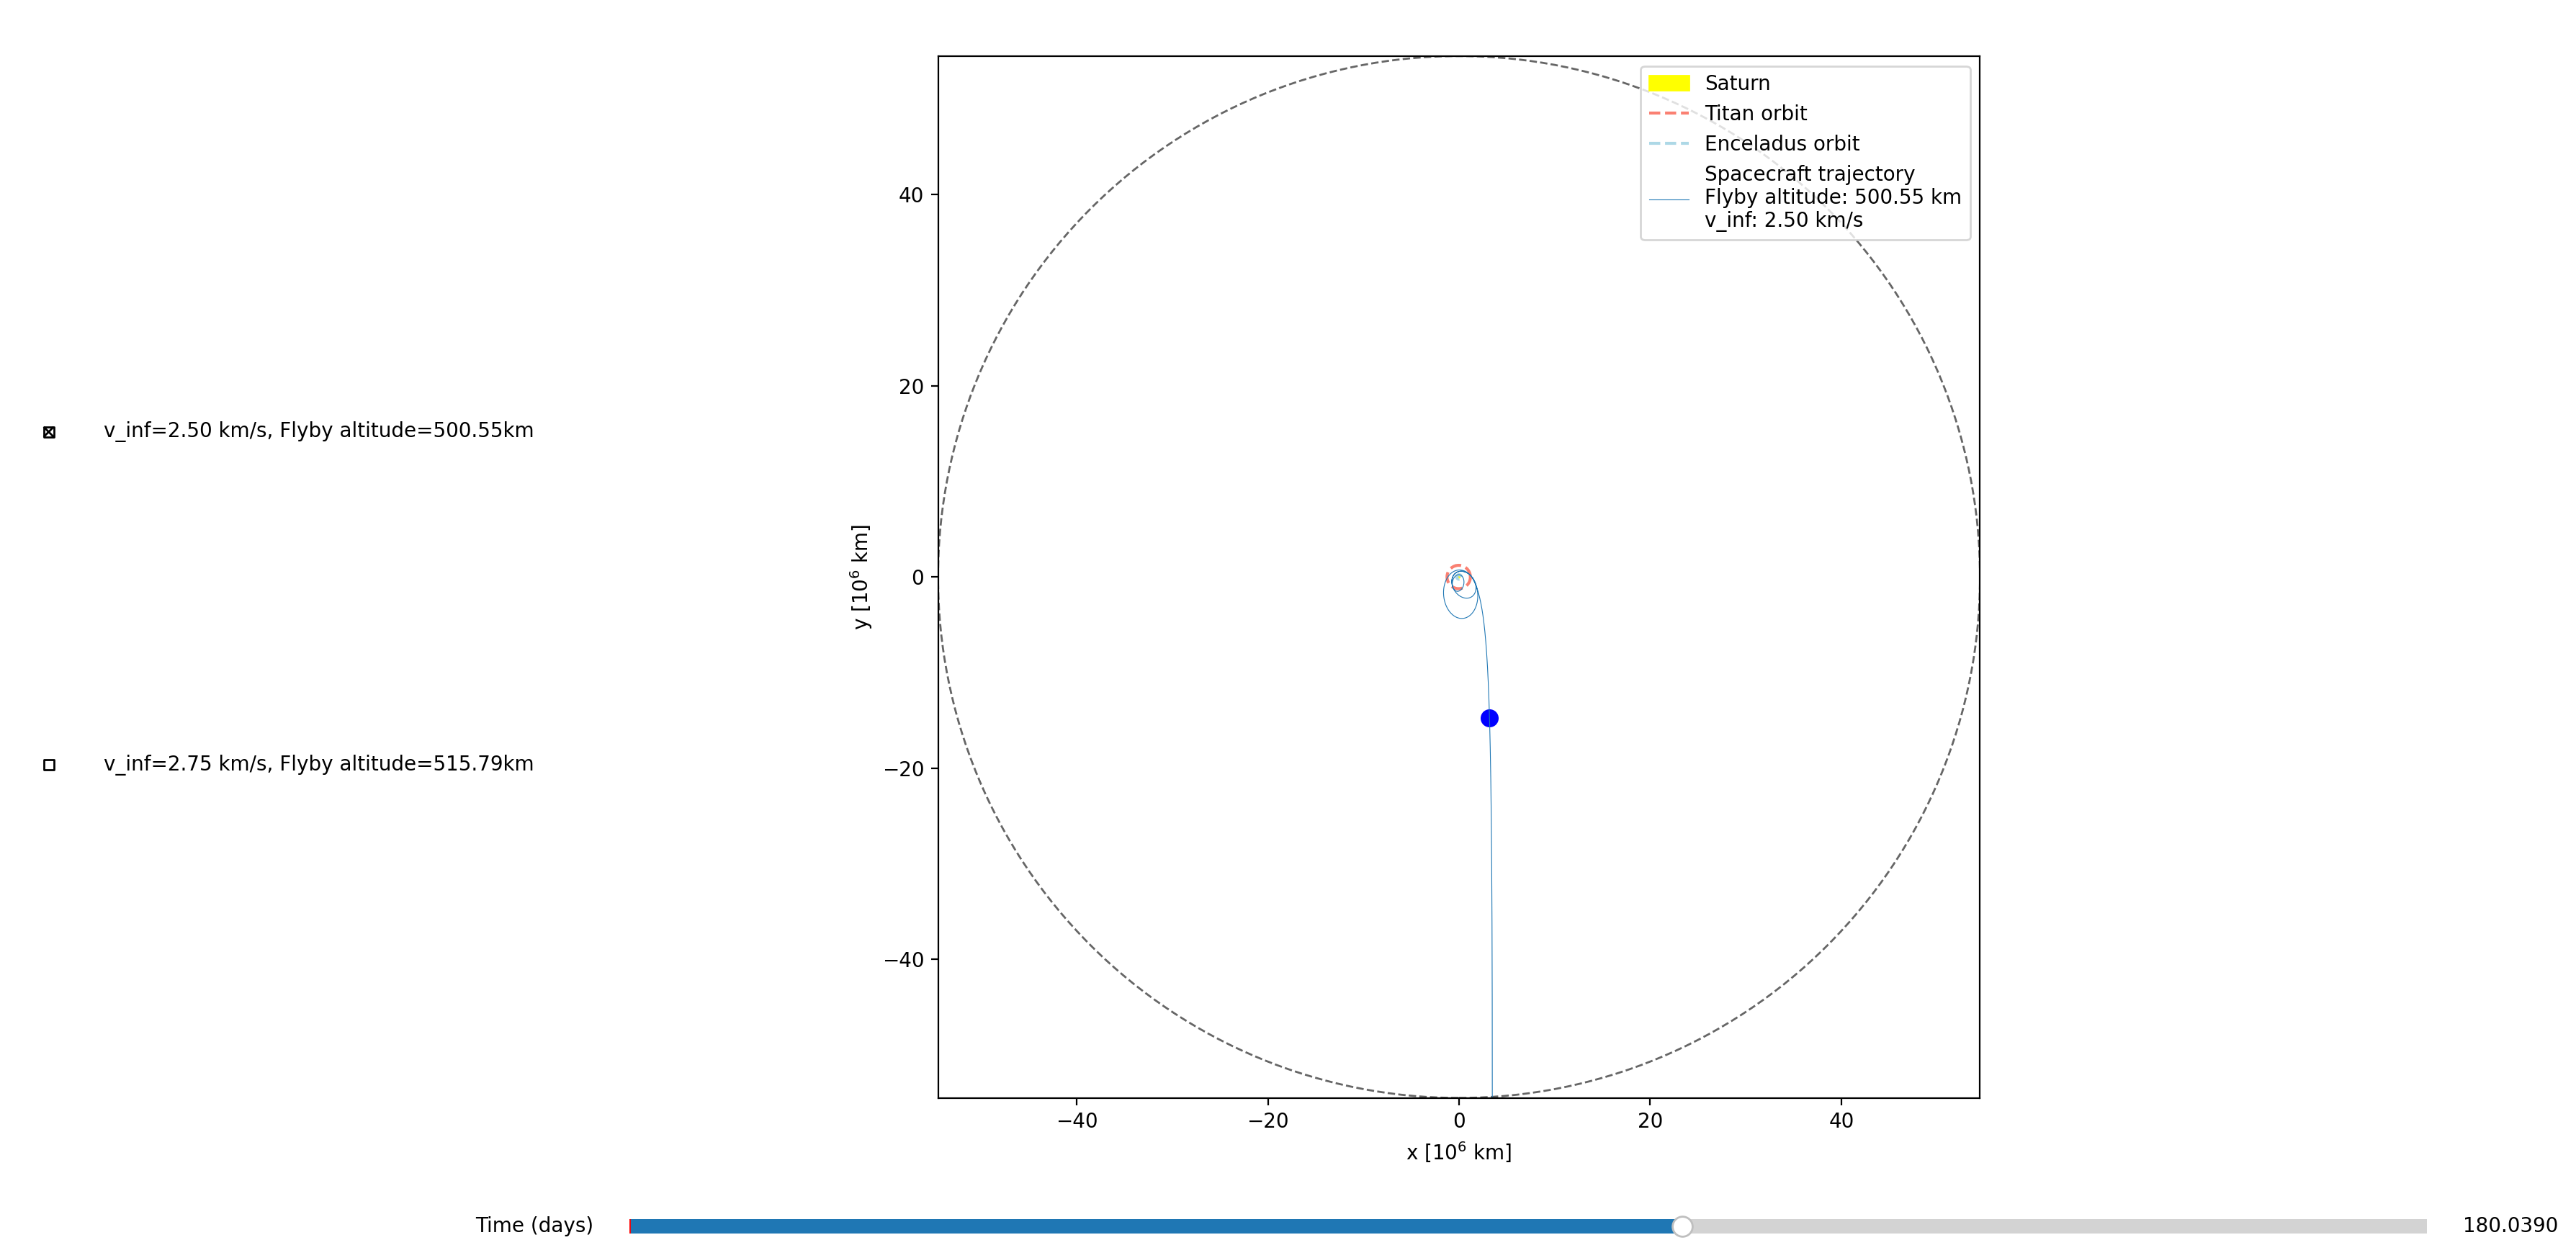 Saturn
Titan orbit
Enceladus orbit
Spacecraft trajectory
Flyby altitude: 500.55 km
v_inf: 2.50 km/s
40
20
0
−20
−40
y [10⁶ km]
−40 −20 0 20 40
x [10⁶ km]
v_inf=2.50 km/s, Flyby altitude=500.55km
v_inf=2.75 km/s, Flyby altitude=515.79km
Time (days) 180.0390